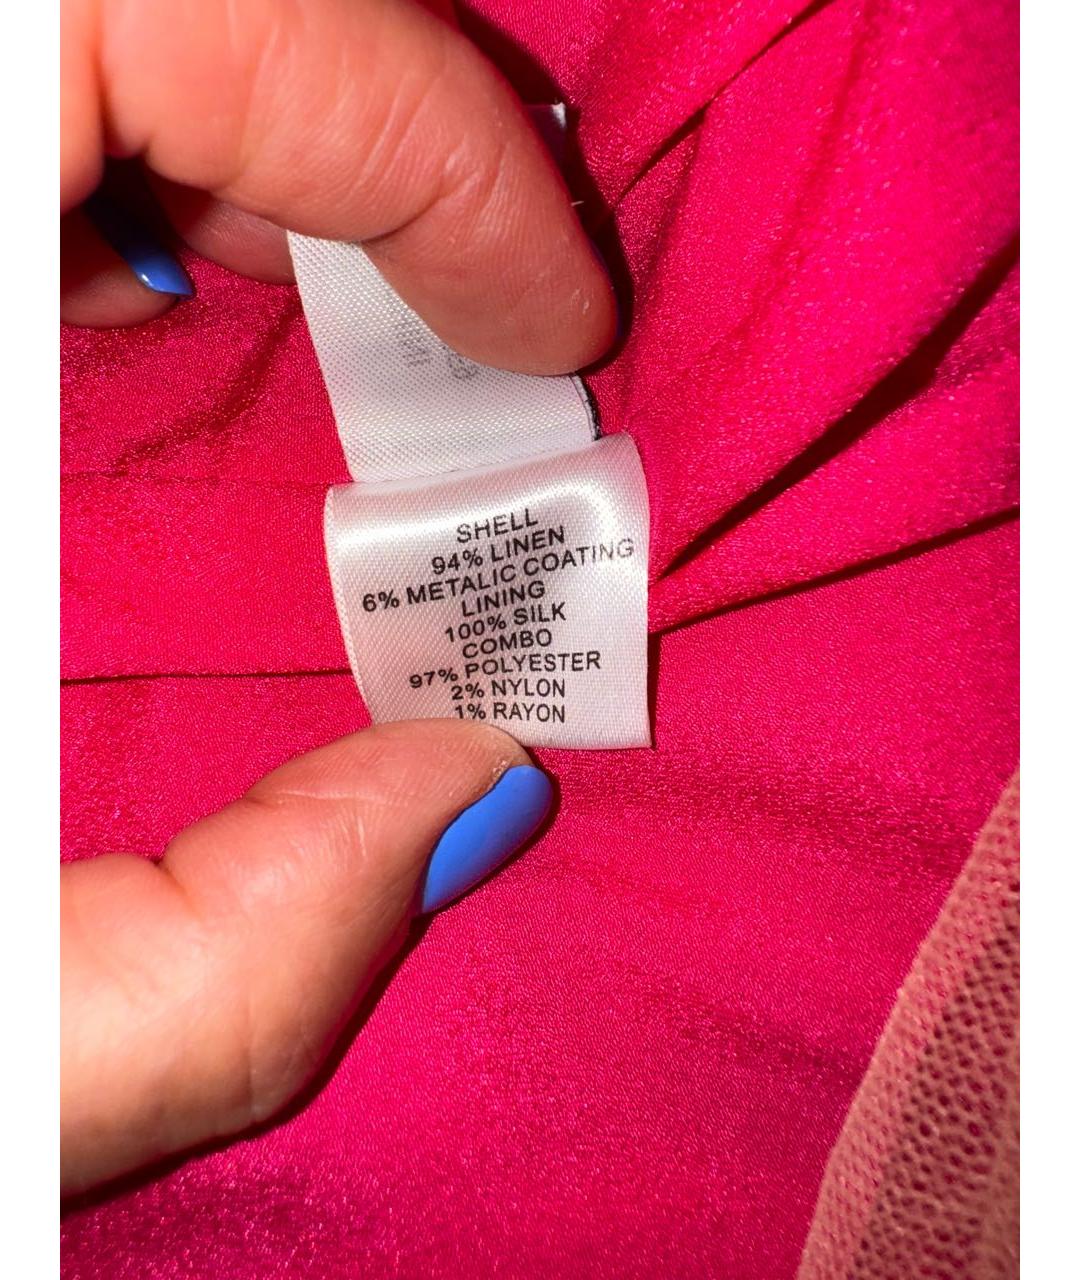 SHELL
94% LINEN
6% METALIC COATING
LINING
100% SILK
COMBO
97% POLYESTER
2% NYLON
1% RAYON